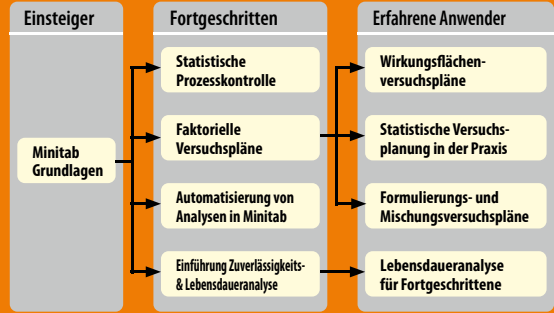 Einsteiger
Minitab
Grundlagen
Fortgeschritten
Statistische
Prozesskontrolle
Faktorielle
Versuchspläne
Automatisierung von
Analysen in Minitab
Einführung Zuverlässigkeits-
& Lebensdaueranalyse
Erfahrene Anwender
Wirkungsflächen-
versuchspläne
Statistische Versuchs-
planung in der Praxis
Formulierungs- und
Mischungsversuchspläne
Lebensdaueranalyse
für Fortgeschrittene